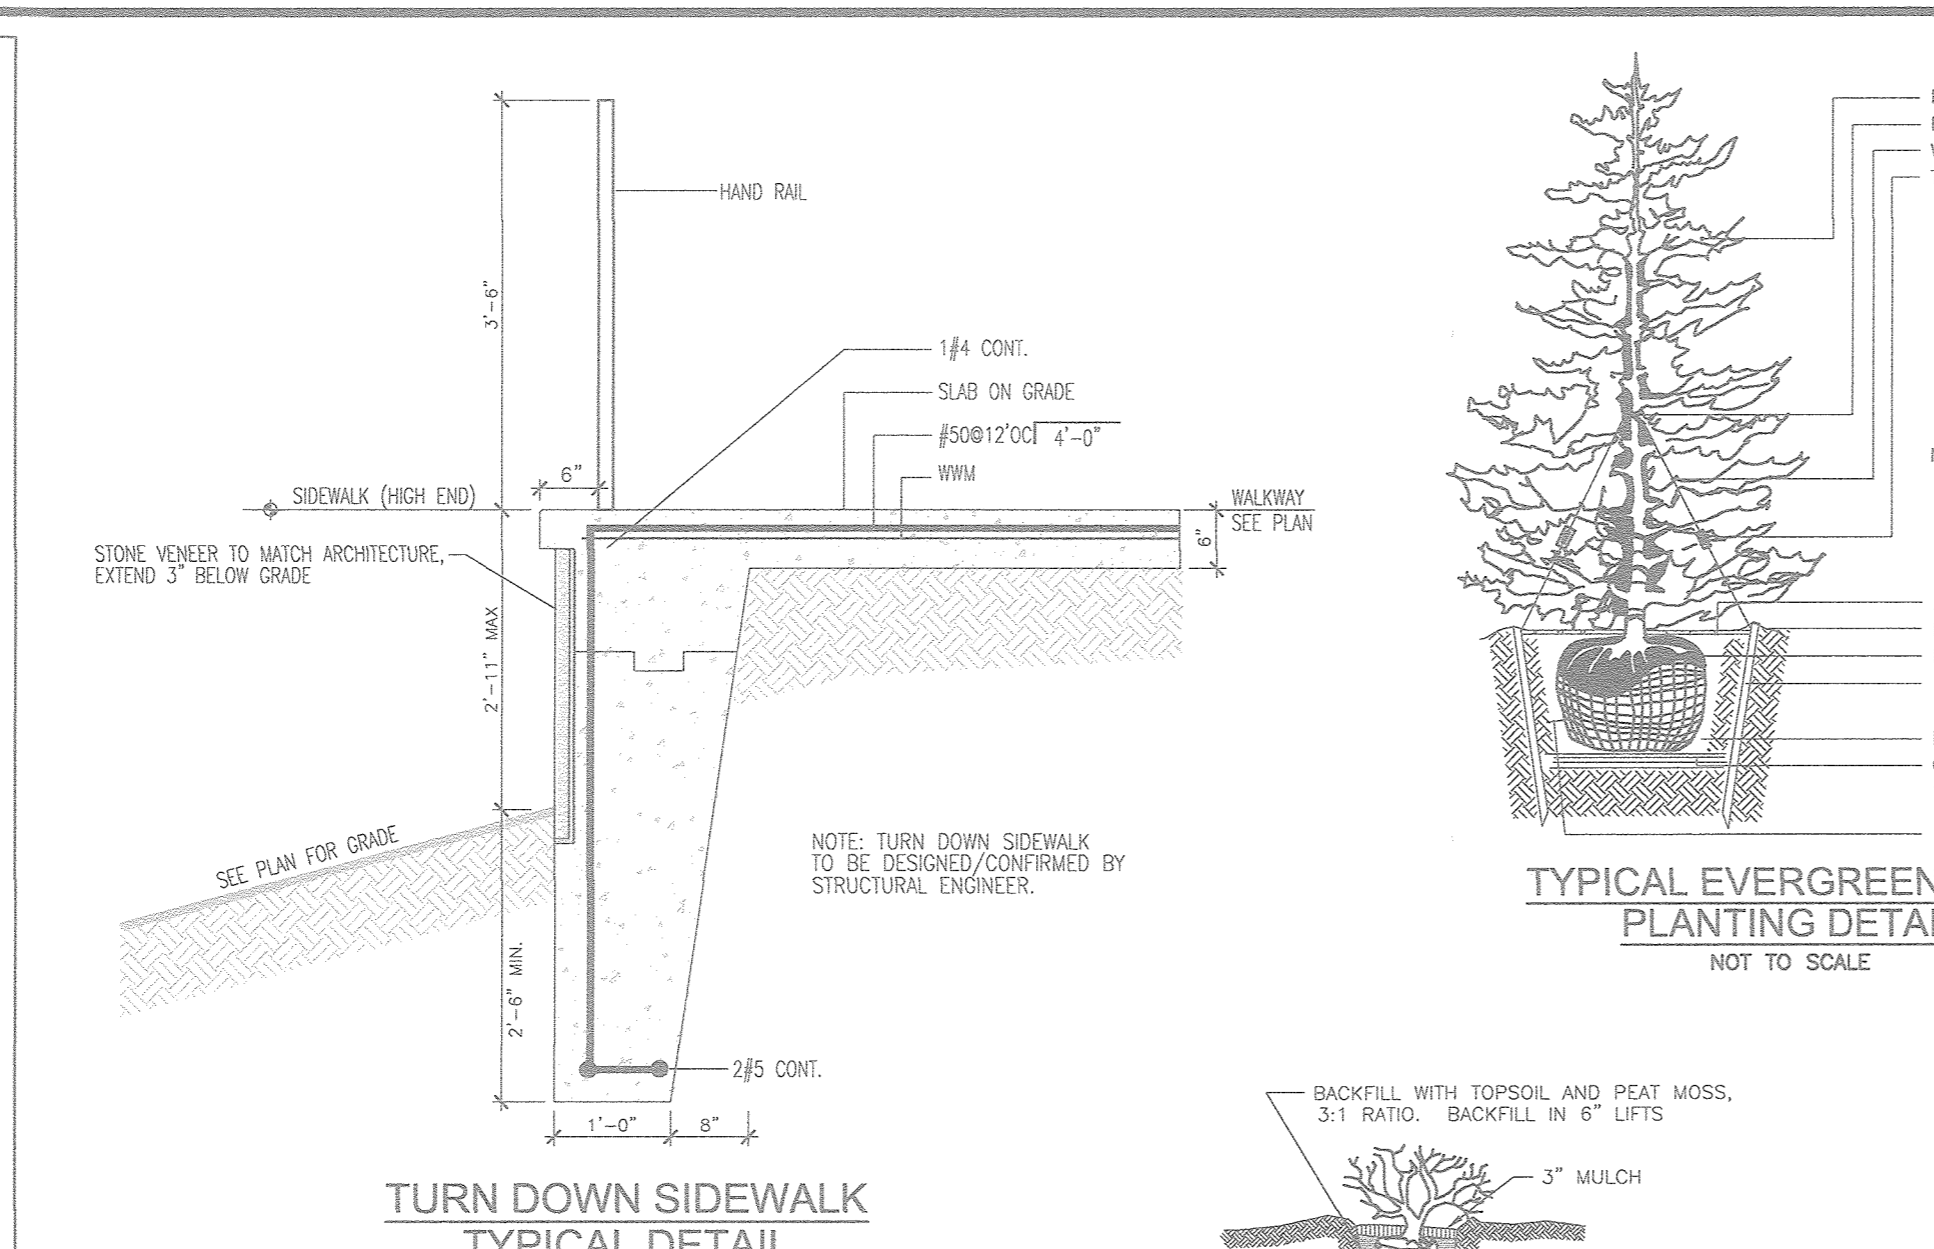 HAND RAIL
3'-6"
1#4 CONT.
SLAB ON GRADE
#50@12'OC 4'-0"
WWM
6"
SIDEWALK (HIGH END)
WALKWAY
SEE PLAN
6"
STONE VENEER TO MATCH ARCHITECTURE,
EXTEND 3" BELOW GRADE
2'-11" MAX
SEE PLAN FOR GRADE
NOTE: TURN DOWN SIDEWALK
TO BE DESIGNED/CONFIRMED BY
STRUCTURAL ENGINEER.
2'-6" MIN.
2#5 CONT.
1'-0"
8"
TURN DOWN SIDEWALK
TYPICAL DETAIL
TYPICAL EVERGREEN
PLANTING DETAI
NOT TO SCALE
BACKFILL WITH TOPSOIL AND PEAT MOSS,
3:1 RATIO. BACKFILL IN 6" LIFTS
3" MULCH